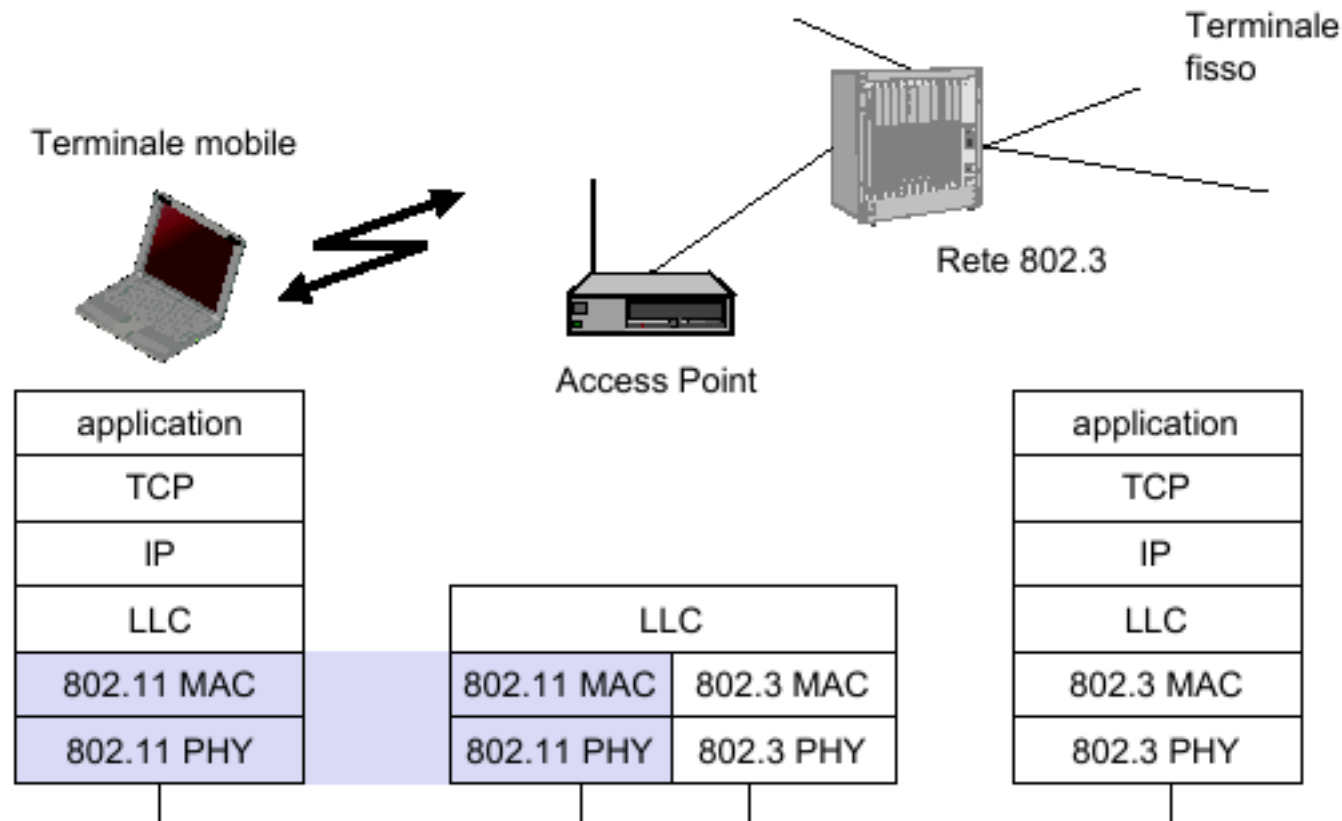 Terminale
fisso
Terminale mobile
Rete 802.3
Access Point
application
TCP
IP
LLC
802.11 MAC
802.11 PHY
LLC
802.11 MAC 802.3 MAC
802.11 PHY 802.3 PHY
application
TCP
IP
LLC
802.3 MAC
802.3 PHY